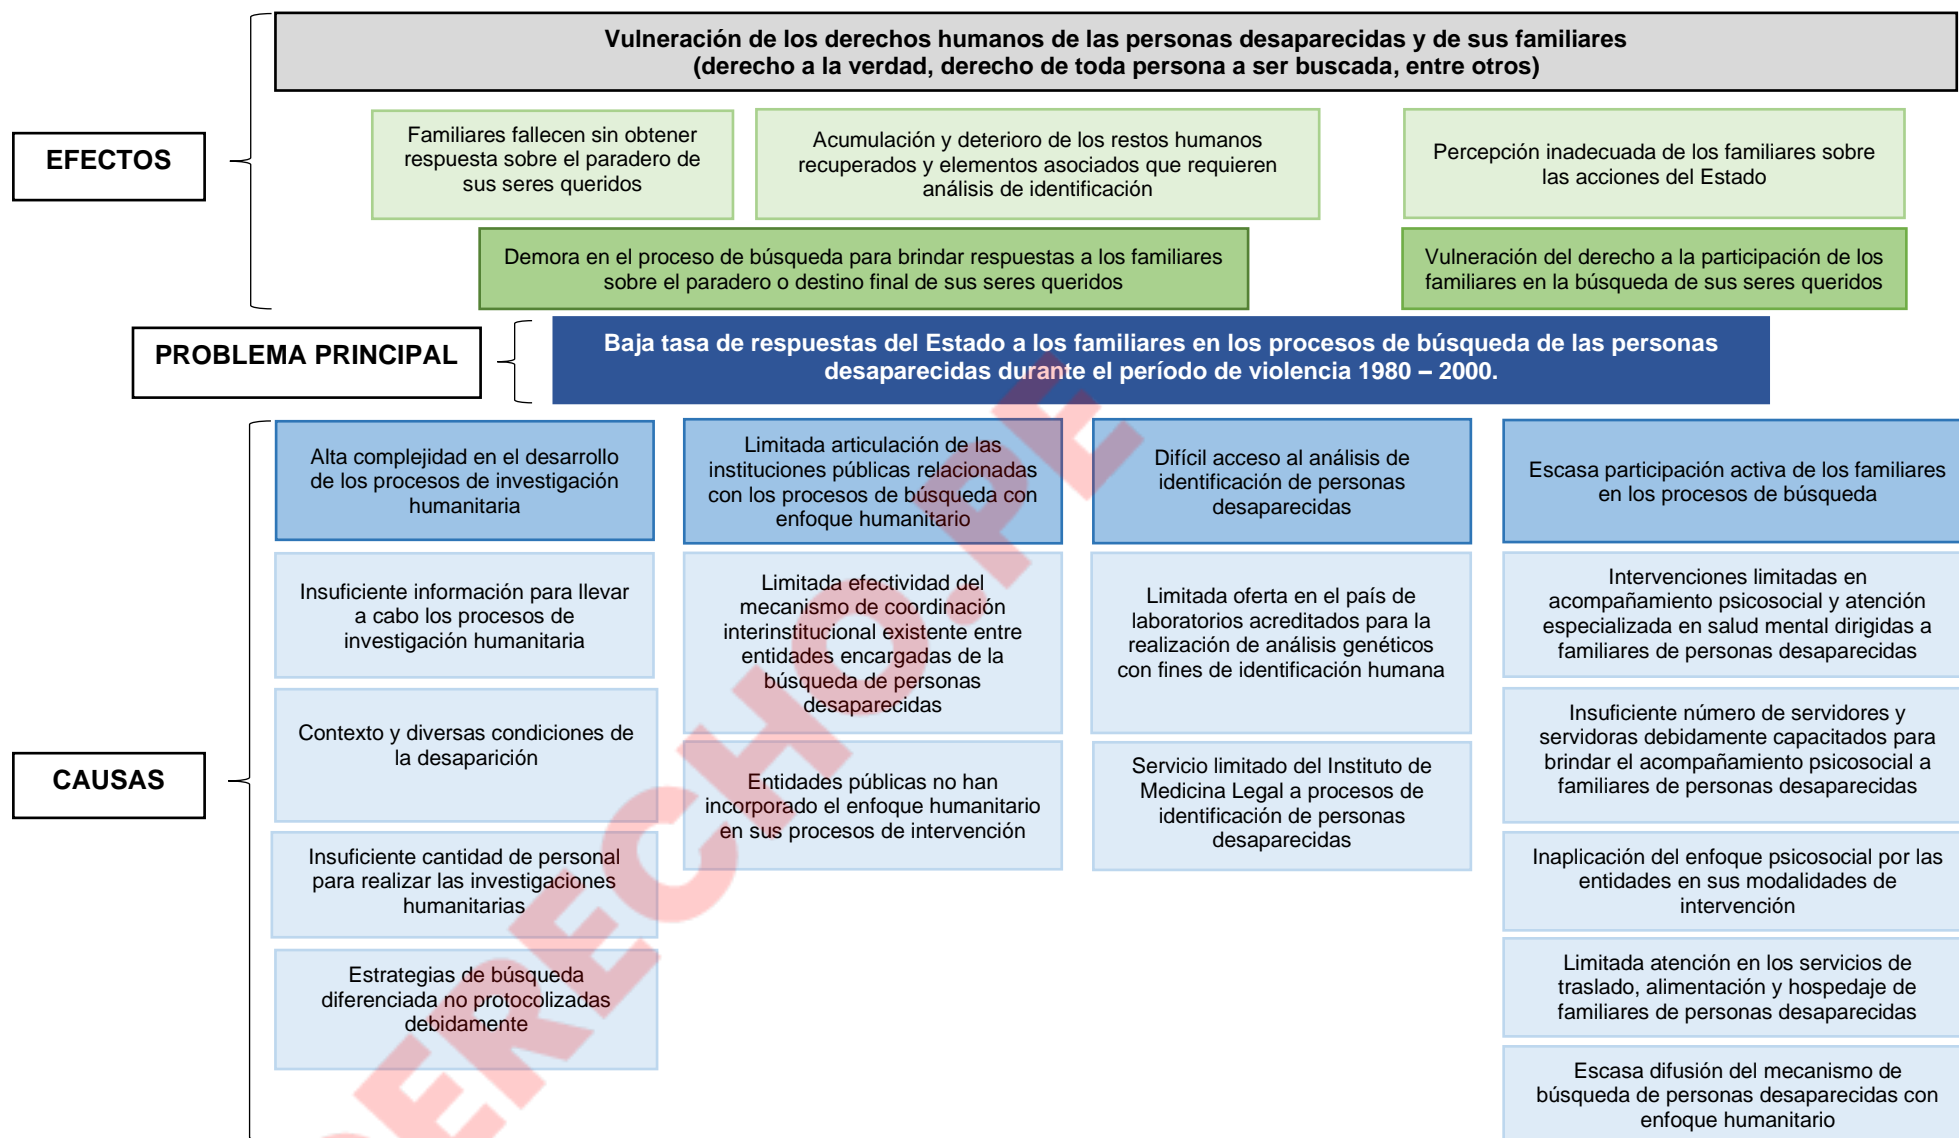 Vulneración de los derechos humanos de las personas desaparecidas y de sus familiares
(derecho a la verdad, derecho de toda persona a ser buscada, entre otros)
EFECTOS
Familiares fallecen sin obtener
respuesta sobre el paradero de
sus seres queridos
Acumulación y deterioro de los restos humanos
recuperados y elementos asociados que requieren
análisis de identificación
Percepción inadecuada de los familiares sobre
las acciones del Estado
Demora en el proceso de búsqueda para brindar respuestas a los familiares
sobre el paradero o destino final de sus seres queridos
Vulneración del derecho a la participación de los
familiares en la búsqueda de sus seres queridos
PROBLEMA PRINCIPAL
Baja tasa de respuestas del Estado a los familiares en los procesos de búsqueda de las personas
desaparecidas durante el período de violencia 1980 – 2000.
CAUSAS
Alta complejidad en el desarrollo
de los procesos de investigación
humanitaria
Insuficiente información para llevar
a cabo los procesos de
investigación humanitaria
Contexto y diversas condiciones de
la desaparición
Insuficiente cantidad de personal
para realizar las investigaciones
humanitarias
Estrategias de búsqueda
diferenciada no protocolizadas
debidamente
Limitada articulación de las
instituciones públicas relacionadas
con los procesos de búsqueda con
enfoque humanitario
Limitada efectividad del
mecanismo de coordinación
interinstitucional existente entre
entidades encargadas de la
búsqueda de personas
desaparecidas
Entidades públicas no han
incorporado el enfoque humanitario
en sus procesos de intervención
Difícil acceso al análisis de
identificación de personas
desaparecidas
Limitada oferta en el país de
laboratorios acreditados para la
realización de análisis genéticos
con fines de identificación humana
Servicio limitado del Instituto de
Medicina Legal a procesos de
identificación de personas
desaparecidas
Escasa participación activa de los familiares
en los procesos de búsqueda
Intervenciones limitadas en
acompañamiento psicosocial y atención
especializada en salud mental dirigidas a
familiares de personas desaparecidas
Insuficiente número de servidores y
servidoras debidamente capacitados para
brindar el acompañamiento psicosocial a
familiares de personas desaparecidas
Inaplicación del enfoque psicosocial por las
entidades en sus modalidades de
intervención
Limitada atención en los servicios de
traslado, alimentación y hospedaje de
familiares de personas desaparecidas
Escasa difusión del mecanismo de
búsqueda de personas desaparecidas con
enfoque humanitario
DERECHO.PE